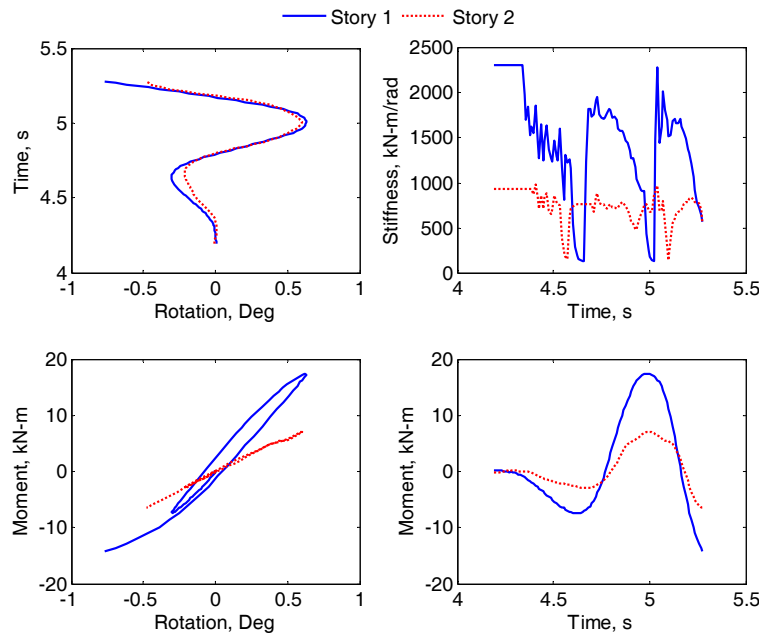 Story 1 Story 2
5.5
5
4.5
4
Time, s
-1 -0.5 0 0.5 1
Rotation, Deg
2500
2000
1500
1000
500
0
Stiffness, kN-m/rad
4 4.5 5 5.5
Time, s
20
10
0
-10
-20
Moment, kN-m
-1 -0.5 0 0.5 1
Rotation, Deg
20
10
0
-10
-20
Moment, kN-m
4 4.5 5 5.5
Time, s